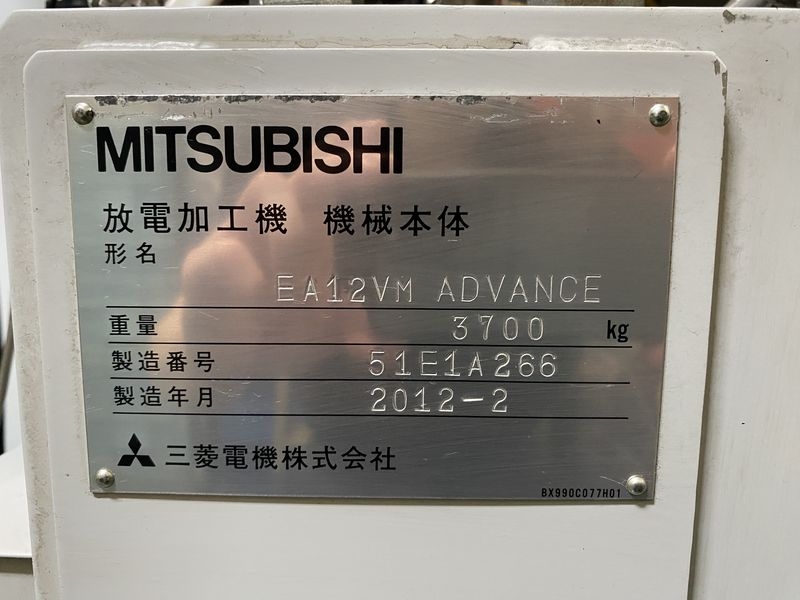 MITSUBISHI
放電加工機 機械本体
形名 EA12VM ADVANCE
重量 3700 kg
製造番号 51E1A266
製造年月 2012-2
三菱電機株式会社
BX990C077H01